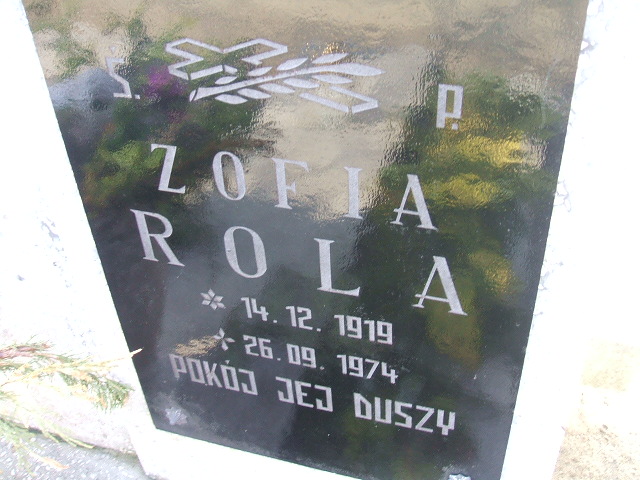 Ś. P.
ZOFIA
ROLA
14. 12. 1919
26. 09. 1974
POKÓJ JEJ DUSZY